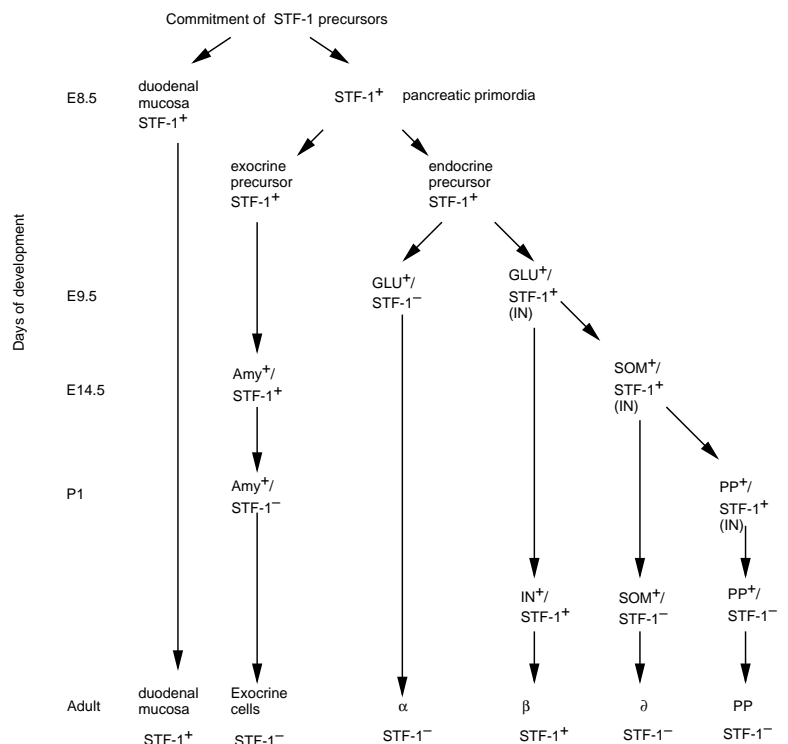 Commitment of STF-1 precursors
Days of development
E8.5
duodenal
mucosa
STF-1+
STF-1+ pancreatic primordia
exocrine
precursor
STF-1+
endocrine
precursor
STF-1+
E9.5
GLU+/
STF-1–
GLU+/
STF-1+
(IN)
E14.5
Amy+/
STF-1+
SOM+/
STF-1+
(IN)
P1
Amy+/
STF-1–
PP+/
STF-1+
(IN)
IN+/
STF-1+
SOM+/
STF-1–
PP+/
STF-1–
Adult
duodenal
mucosa
STF-1+
Exocrine
cells
STF-1–
α
STF-1–
β
STF-1+
∂
STF-1–
PP
STF-1–